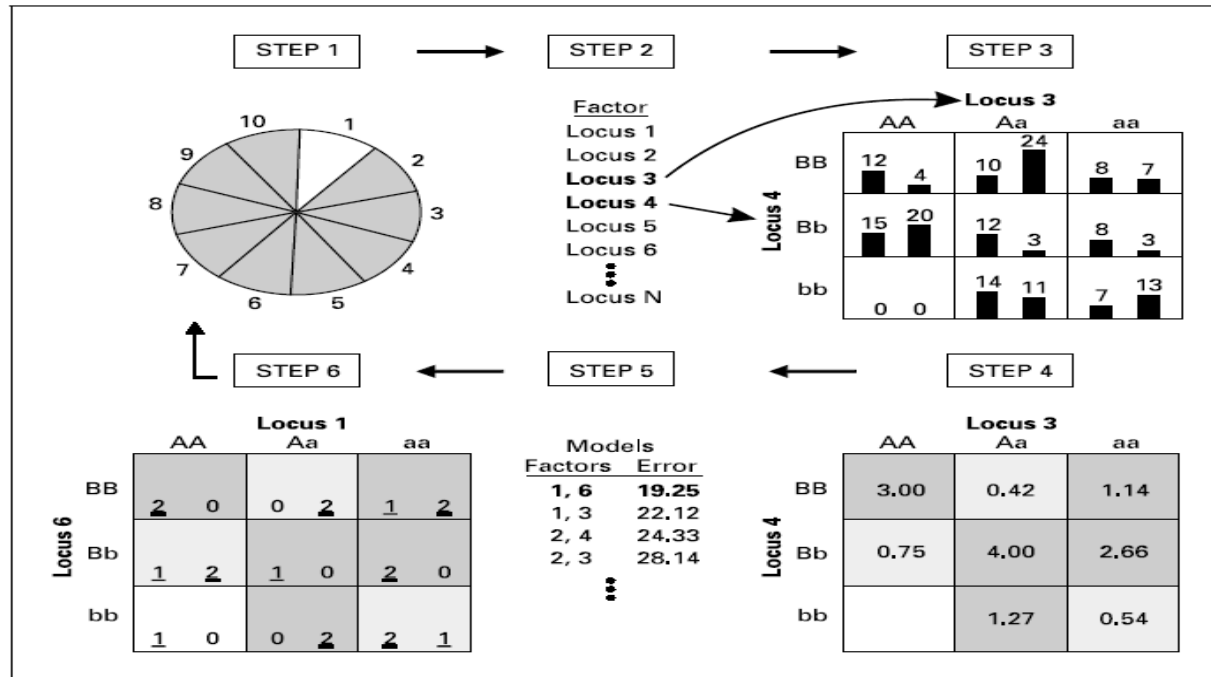 STEP 1
STEP 2
STEP 3
10
1
9
2
8
3
7
4
6
5
Factor
Locus 1
Locus 2
Locus 3
Locus 4
Locus 5
Locus 6
Locus N
Locus 3
AA Aa aa
Locus 4
BB 12 4 10 24 8 7
Bb 15 20 12 3 8 3
bb 0 0 14 11 7 13
STEP 6
STEP 5
STEP 4
Locus 1
AA Aa aa
Locus 6
BB 2 0 0 2 1 2
Bb 1 2 1 0 2 0
bb 1 0 0 2 2 1
Models
Factors Error
1, 6 19.25
1, 3 22.12
2, 4 24.33
2, 3 28.14
Locus 3
AA Aa aa
Locus 4
BB 3.00 0.42 1.14
Bb 0.75 4.00 2.66
bb 1.27 0.54